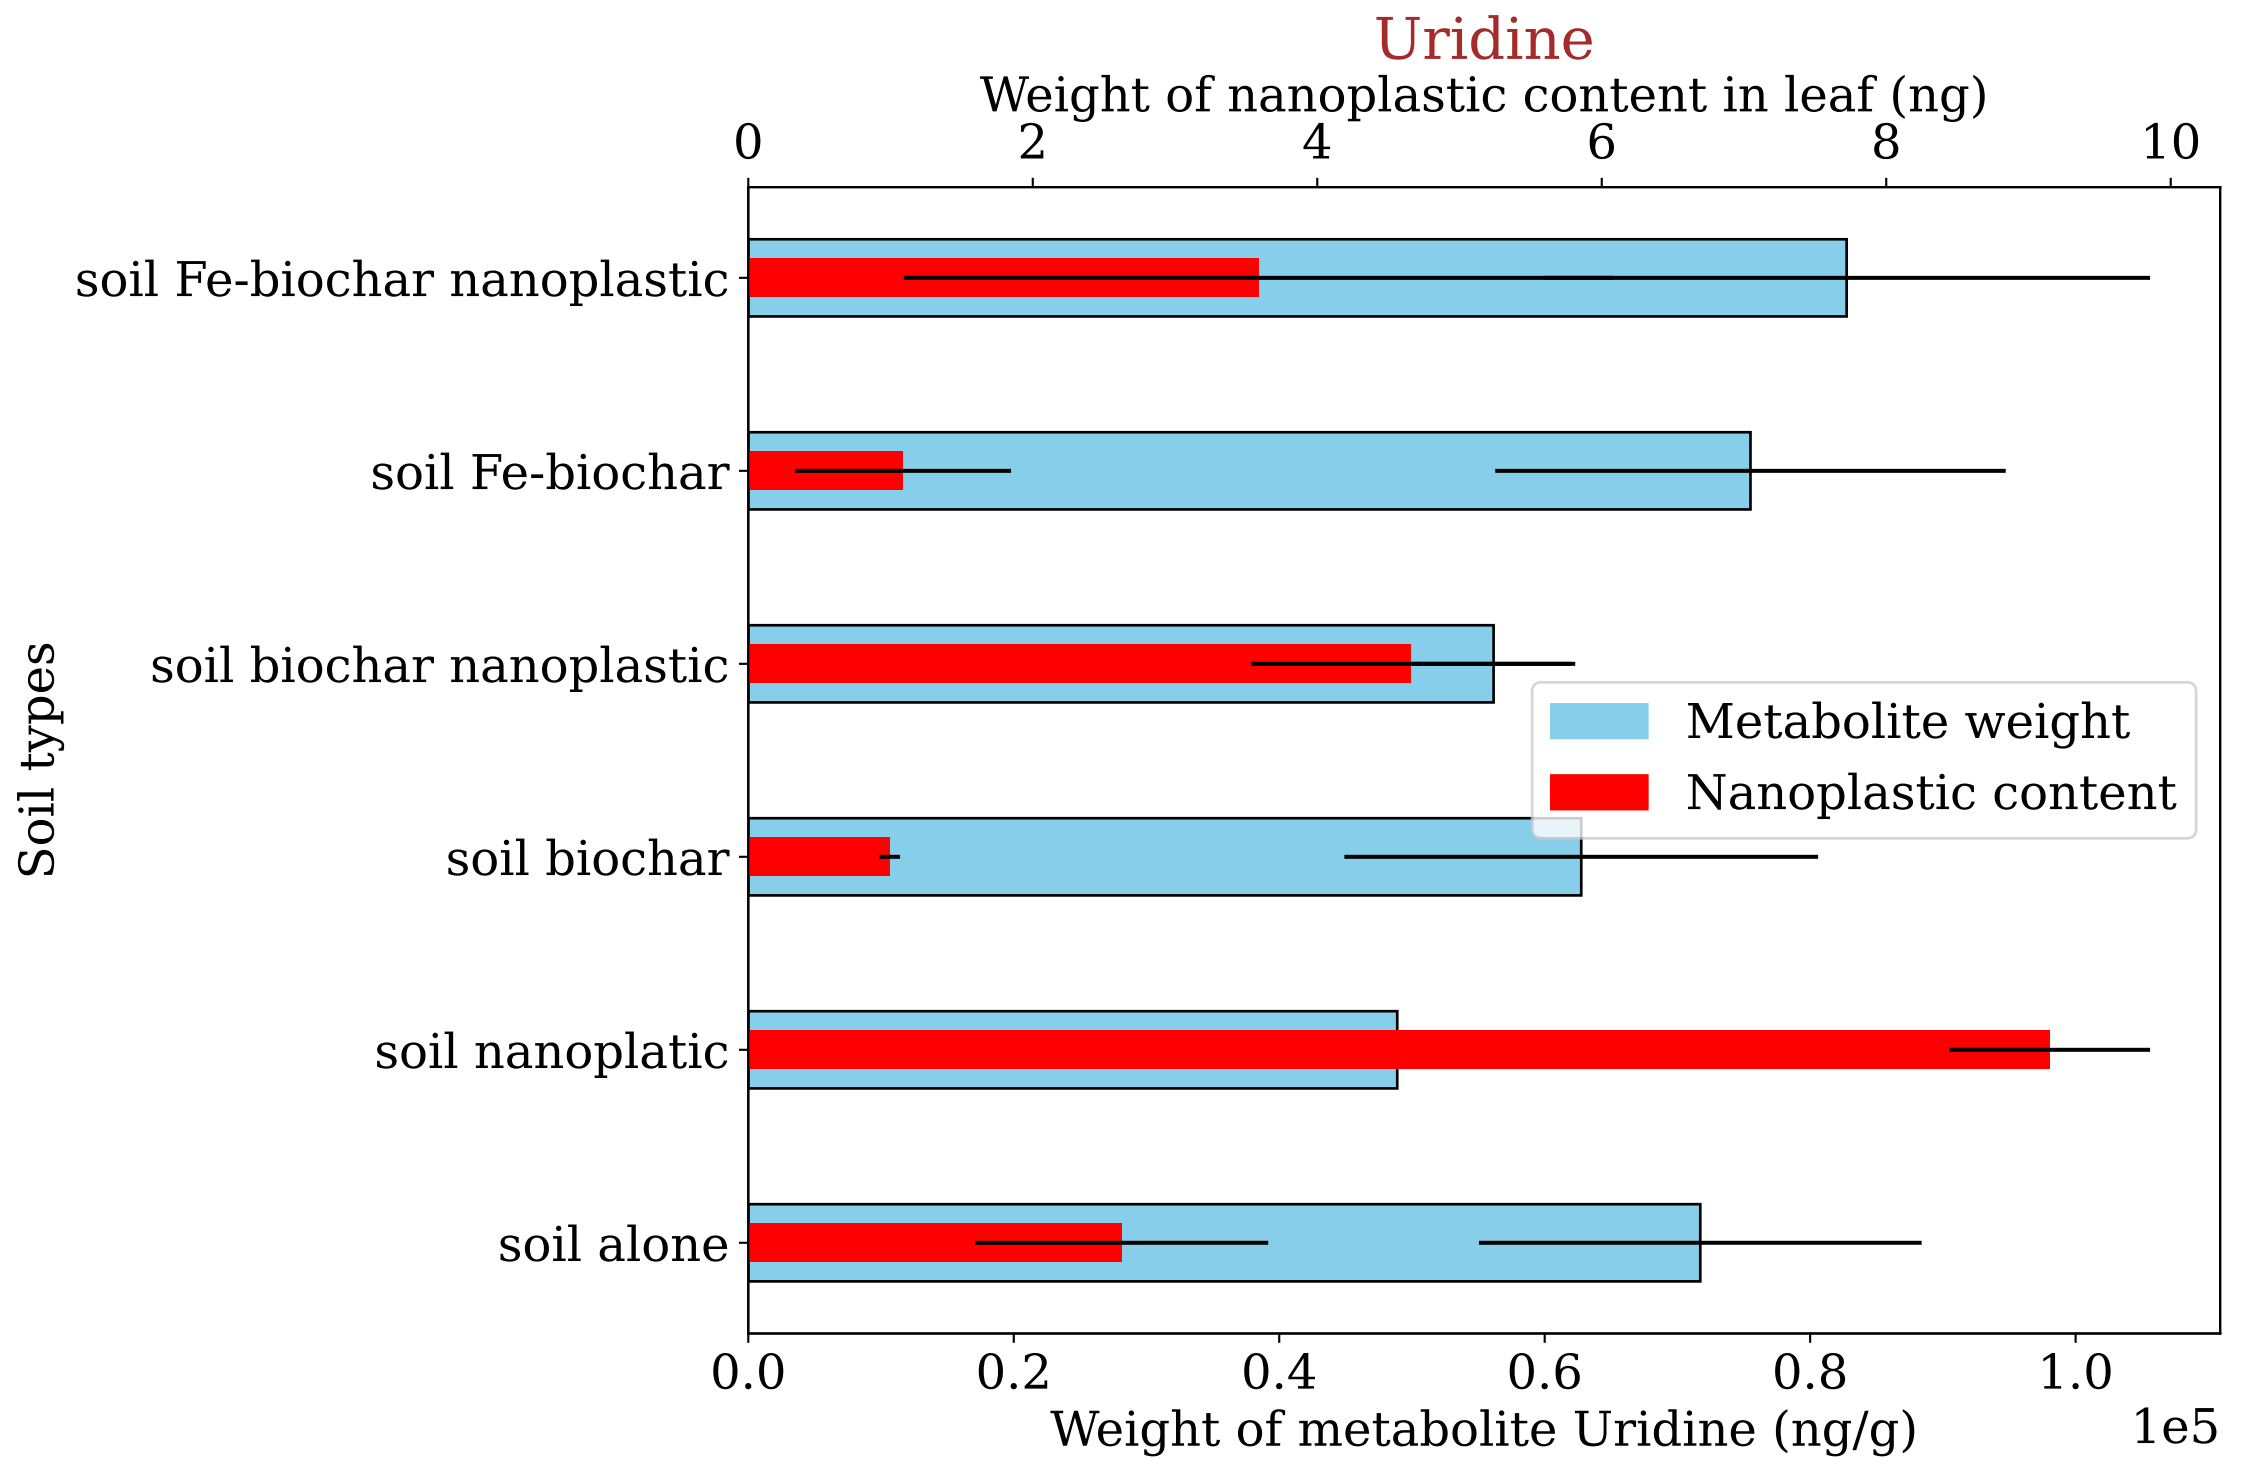 Uridine
Weight of nanoplastic content in leaf (ng)
0 2 4 6 8 10
soil Fe-biochar nanoplastic
soil Fe-biochar
soil biochar nanoplastic
soil biochar
soil nanoplatic
soil alone
Soil types
Metabolite weight
Nanoplastic content
0.0 0.2 0.4 0.6 0.8 1.0
Weight of metabolite Uridine (ng/g)
1e5